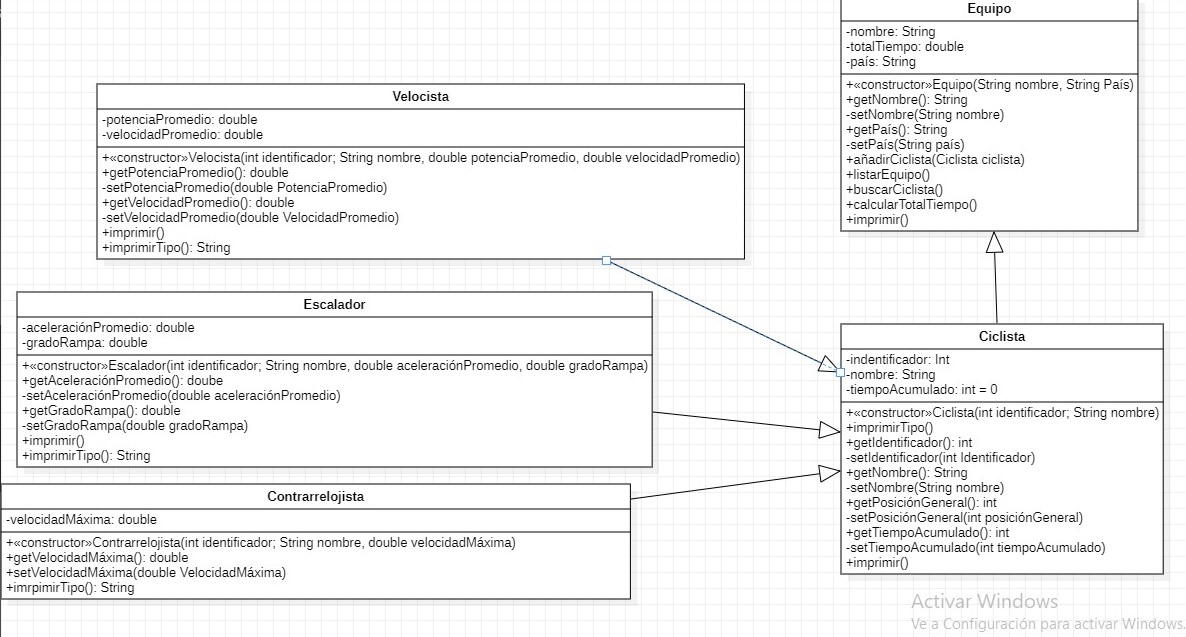 Equipo
-nombre: String
-totalTiempo: double
-país: String
+«constructor»Equipo(String nombre, String País)
+getNombre(): String
-setNombre(String nombre)
+getPaís(): String
-setPaís(String país)
+añadirCiclista(Ciclista ciclista)
+listarEquipo()
+buscarCiclista()
+calcularTotalTiempo()
+imprimir()
Velocista
-potenciaPromedio: double
-velocidadPromedio: double
+«constructor»Velocista(int identificador; String nombre, double potenciaPromedio, double velocidadPromedio)
+getPotenciaPromedio(): double
-setPotenciaPromedio(double PotenciaPromedio)
+getVelocidadPromedio(): double
-setVelocidadPromedio(double VelocidadPromedio)
+imprimir()
+imprimirTipo(): String
Escalador
-aceleraciónPromedio: double
-gradoRampa: double
+«constructor»Escalador(int identificador; String nombre, double aceleraciónPromedio, double gradoRampa)
+getAceleraciónPromedio(): doube
-setAceleraciónPromedio(double aceleraciónPromedio)
+getGradoRampa(): double
-setGradoRampa(double gradoRampa)
+imprimir()
+imprimirTipo(): String
Ciclista
-indentificador: Int
-nombre: String
-tiempoAcumulado: int = 0
+«constructor»Ciclista(int identificador; String nombre)
+imprimirTipo()
+getIdentificador(): int
-setIdentificador(int Identificador)
+getNombre(): String
-setNombre(String nombre)
+getPosiciónGeneral(): int
-setPosiciónGeneral(int posiciónGeneral)
+getTiempoAcumulado(): int
-setTiempoAcumulado(int tiempoAcumulado)
+imprimir()
Contrarrelojista
-velocidadMáxima: double
+«constructor»Contrarrelojista(int identificador; String nombre, double velocidadMáxima)
+getVelocidadMáxima(): double
+setVelocidadMáxima(double VelocidadMáxima)
+imrpimirTipo(): String
Activar Windows
Ve a Configuración para activar Windows.